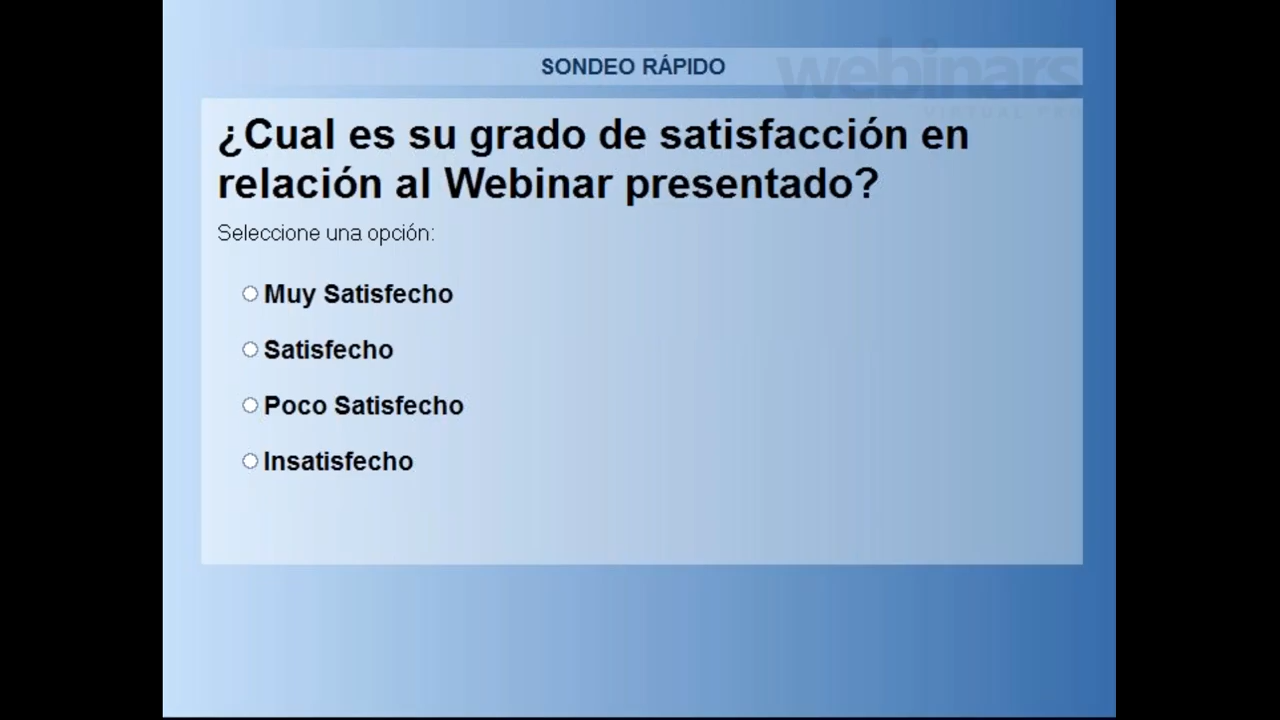 SONDEO RÁPIDO
webinars
¿Cual es su grado de satisfacción en
relación al Webinar presentado?
Seleccione una opción:
Muy Satisfecho
Satisfecho
Poco Satisfecho
Insatisfecho